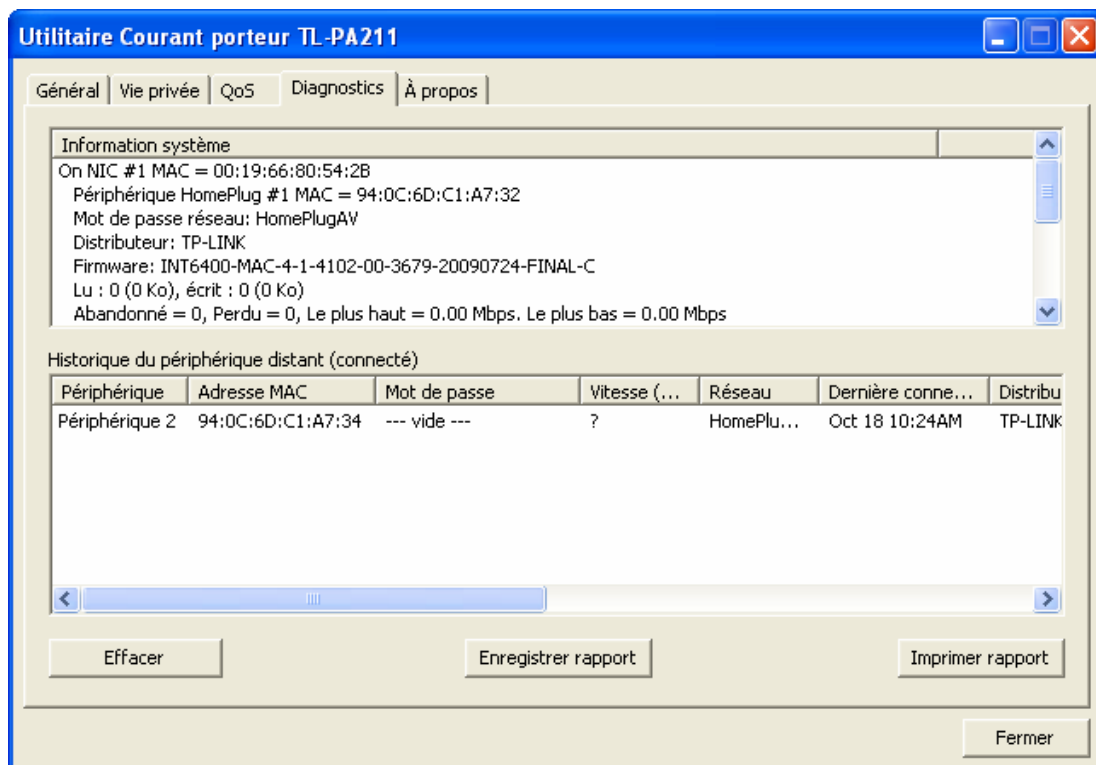 Utilitaire Courant porteur TL-PA211
Général Vie privée QoS Diagnostics À propos
Information système
On NIC #1 MAC = 00:19:66:80:54:2B
Périphérique HomePlug #1 MAC = 94:0C:6D:C1:A7:32
Mot de passe réseau: HomePlugAV
Distributeur: TP-LINK
Firmware: INT6400-MAC-4-1-4102-00-3679-20090724-FINAL-C
Lu : 0 (0 Ko), écrit : 0 (0 Ko)
Abandonné = 0, Perdu = 0, Le plus haut = 0.00 Mbps. Le plus bas = 0.00 Mbps
Historique du périphérique distant (connecté)
Périphérique Adresse MAC Mot de passe Vitesse (... Réseau Dernière conne... Distribu
Périphérique 2 94:0C:6D:C1:A7:34 --- vide --- ? HomePlu... Oct 18 10:24AM TP-LINK
Effacer Enregistrer rapport Imprimer rapport
Fermer